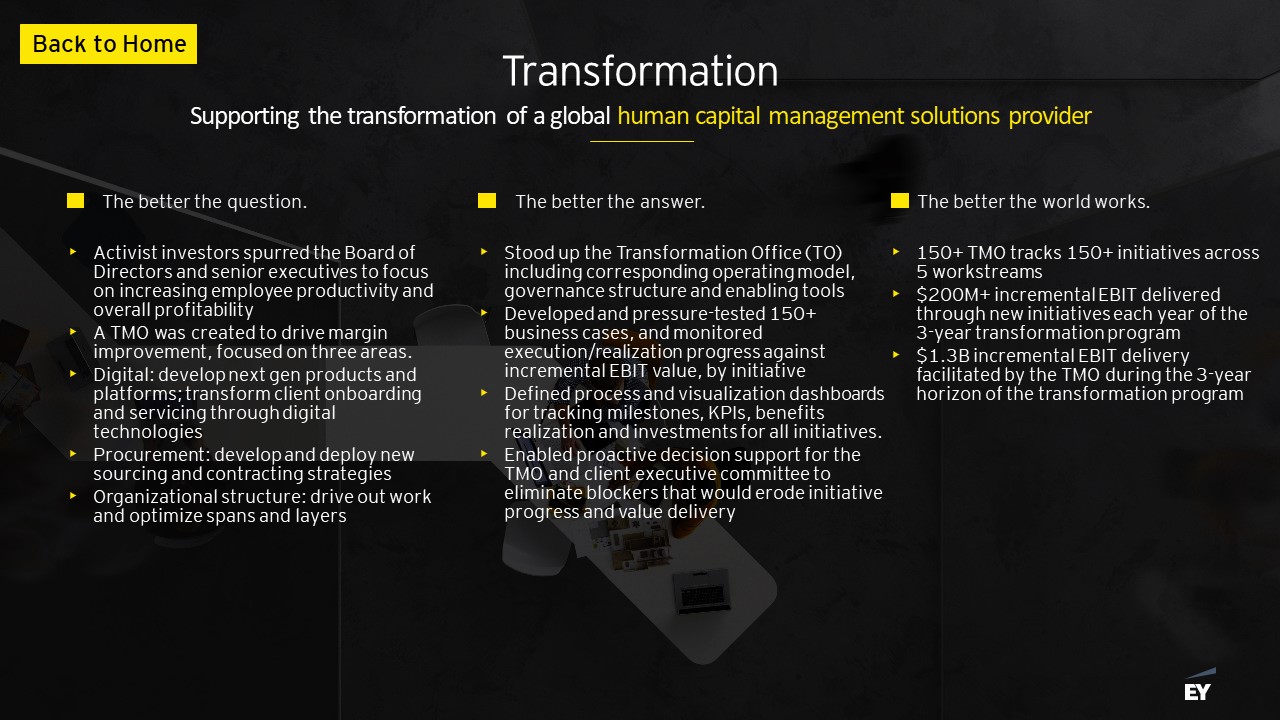 Back to Home
Transformation
Supporting the transformation of a global human capital management solutions provider
The better the question.
Activist investors spurred the Board of
Directors and senior executives to focus
on increasing employee productivity and
overall profitability
A TMO was created to drive margin
improvement, focused on three areas.
Digital: develop next gen products and
platforms; transform client onboarding
and servicing through digital
technologies
Procurement: develop and deploy new
sourcing and contracting strategies
Organizational structure: drive out work
and optimize spans and layers
The better the answer.
Stood up the Transformation Office (TO)
including corresponding operating model,
governance structure and enabling tools
Developed and pressure-tested 150+
business cases, and monitored
execution/realization progress against
incremental EBIT value, by initiative
Defined process and visualization dashboards
for tracking milestones, KPIs, benefits
realization and investments for all initiatives.
Enabled proactive decision support for the
TMO and client executive committee to
eliminate blockers that would erode initiative
progress and value delivery
The better the world works.
150+ TMO tracks 150+ initiatives across
5 workstreams
$200M+ incremental EBIT delivered
through new initiatives each year of the
3-year transformation program
$1.3B incremental EBIT delivery
facilitated by the TMO during the 3-year
horizon of the transformation program
EY